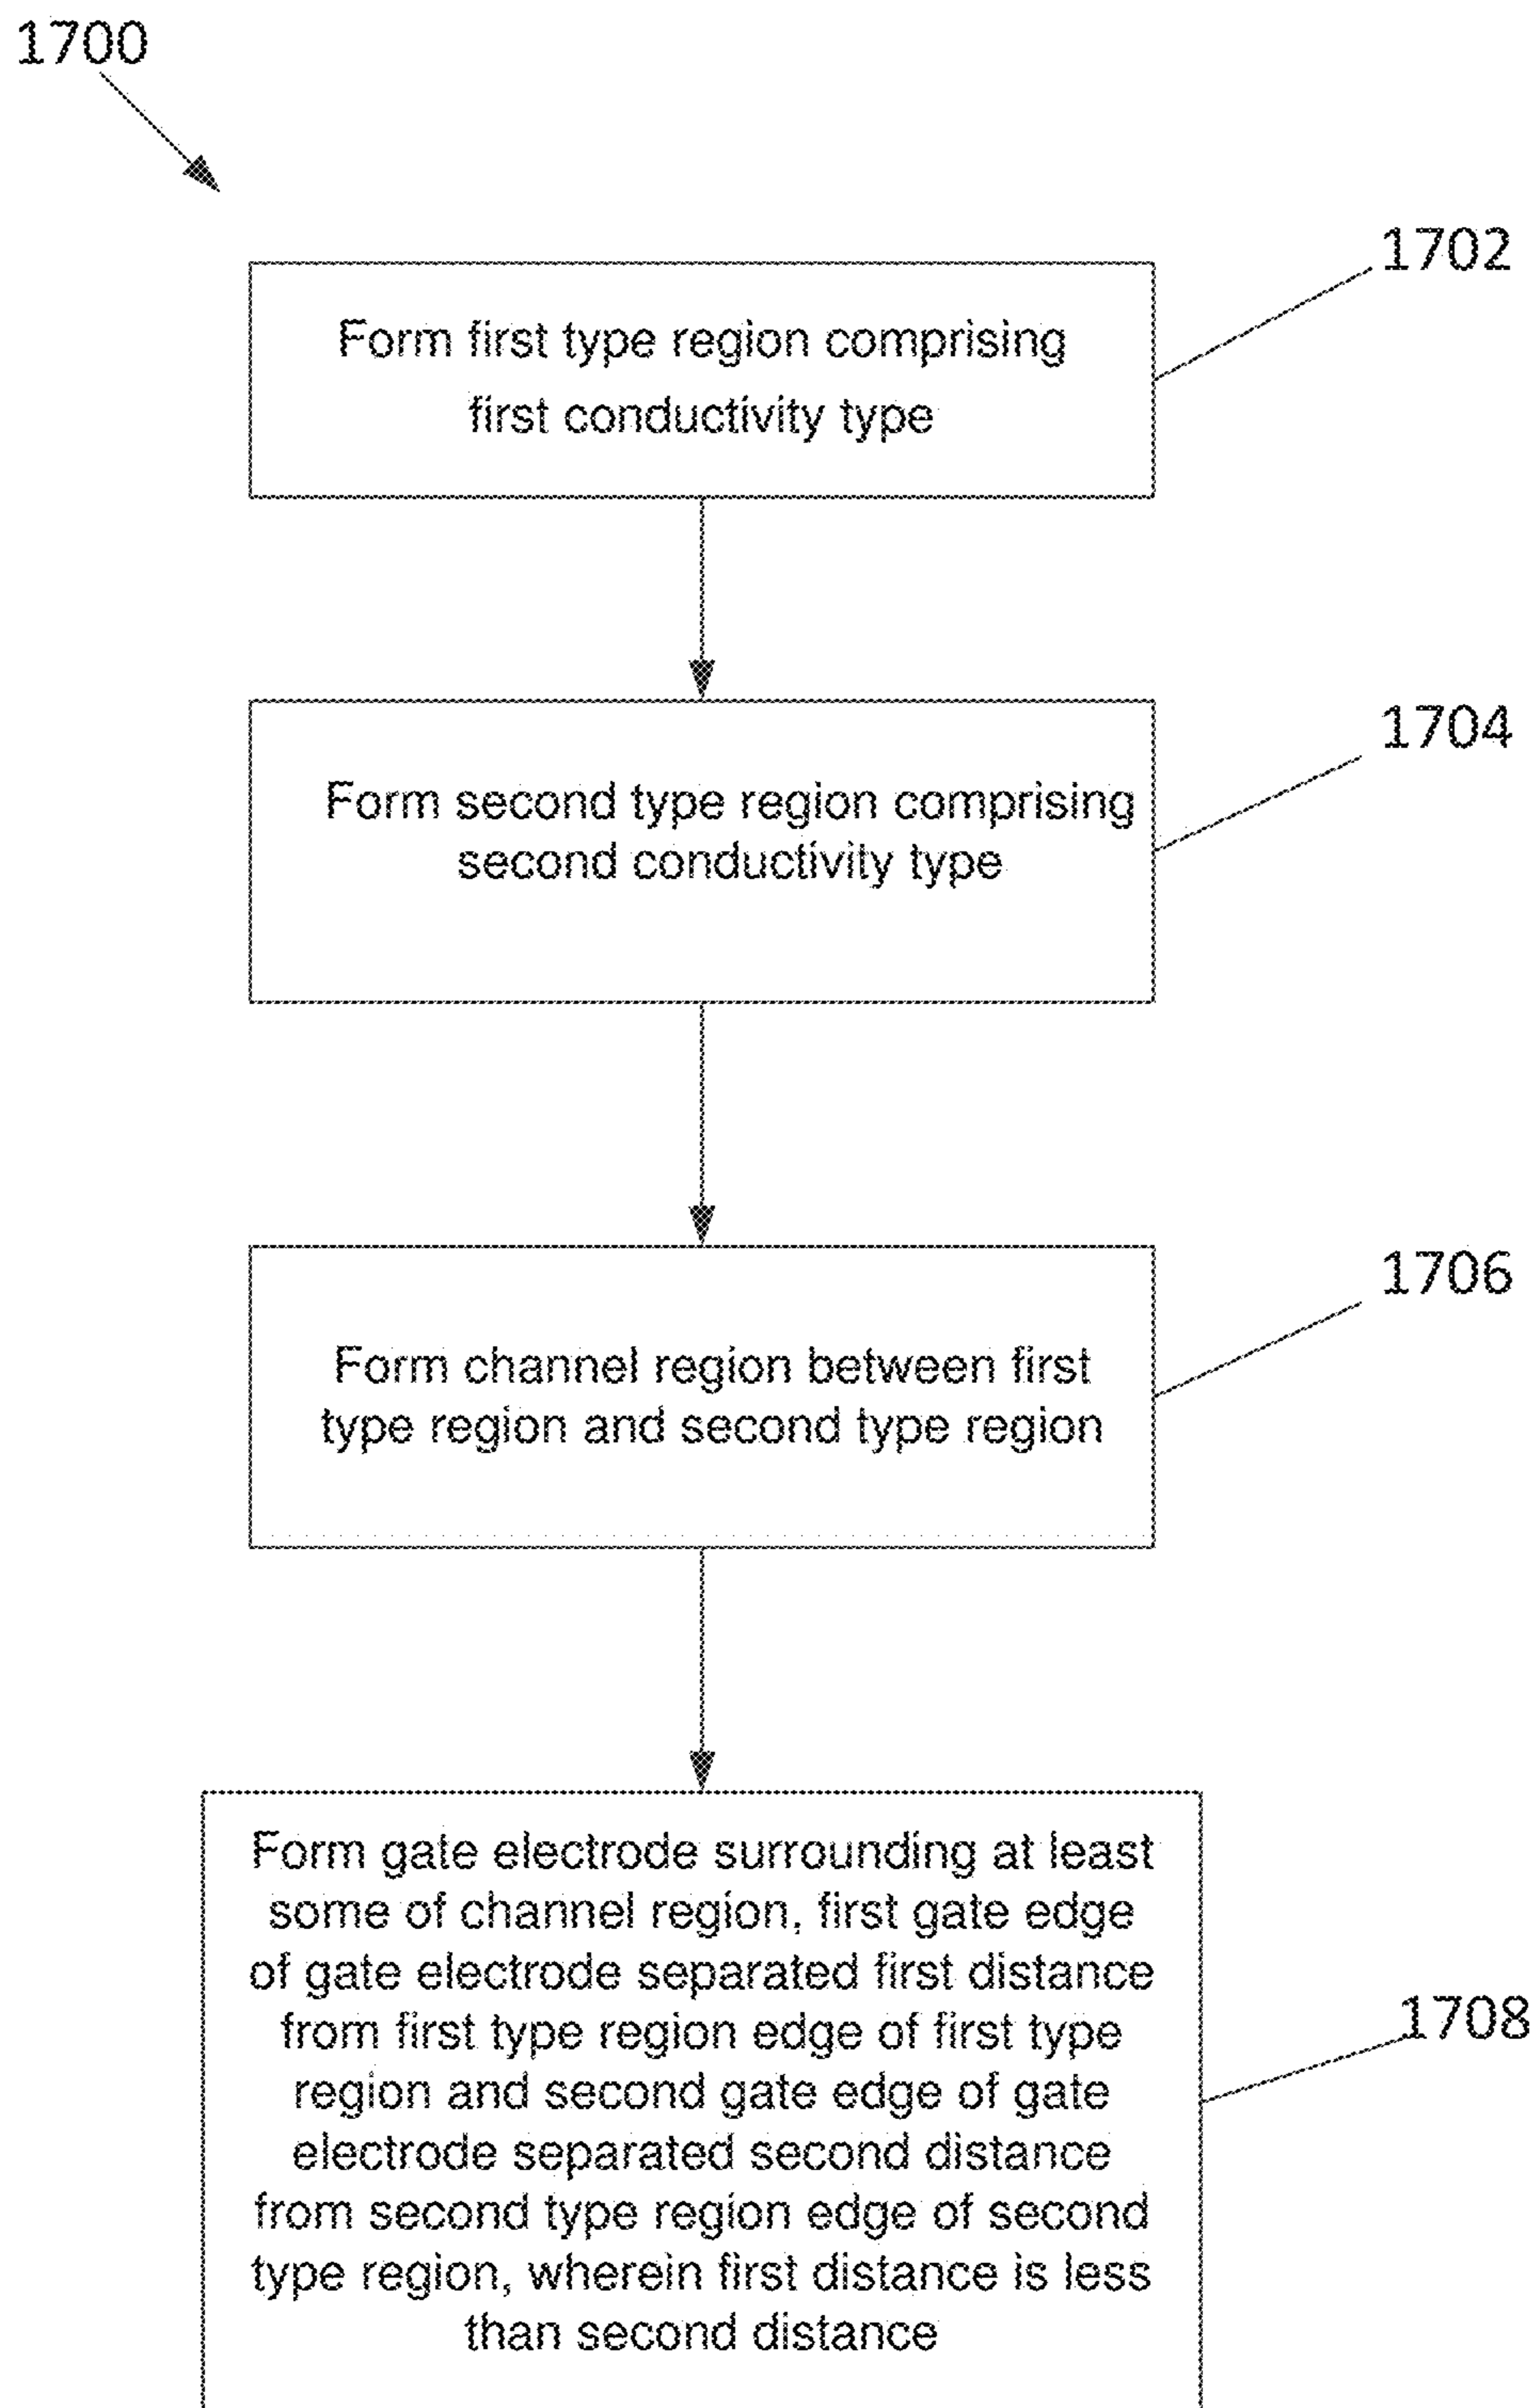 1700
1702
Form first type region comprising
first conductivity type
1704
Form second type region comprising
second conductivity type
1706
Form channel region between first
type region and second type region
Form gate electrode surrounding at least
some of channel region, first gate edge
of gate electrode separated first distance
from first type region edge of first type
region and second gate edge of gate
electrode separated second distance
from second type region edge of second
type region, wherein first distance is less
than second distance
1708